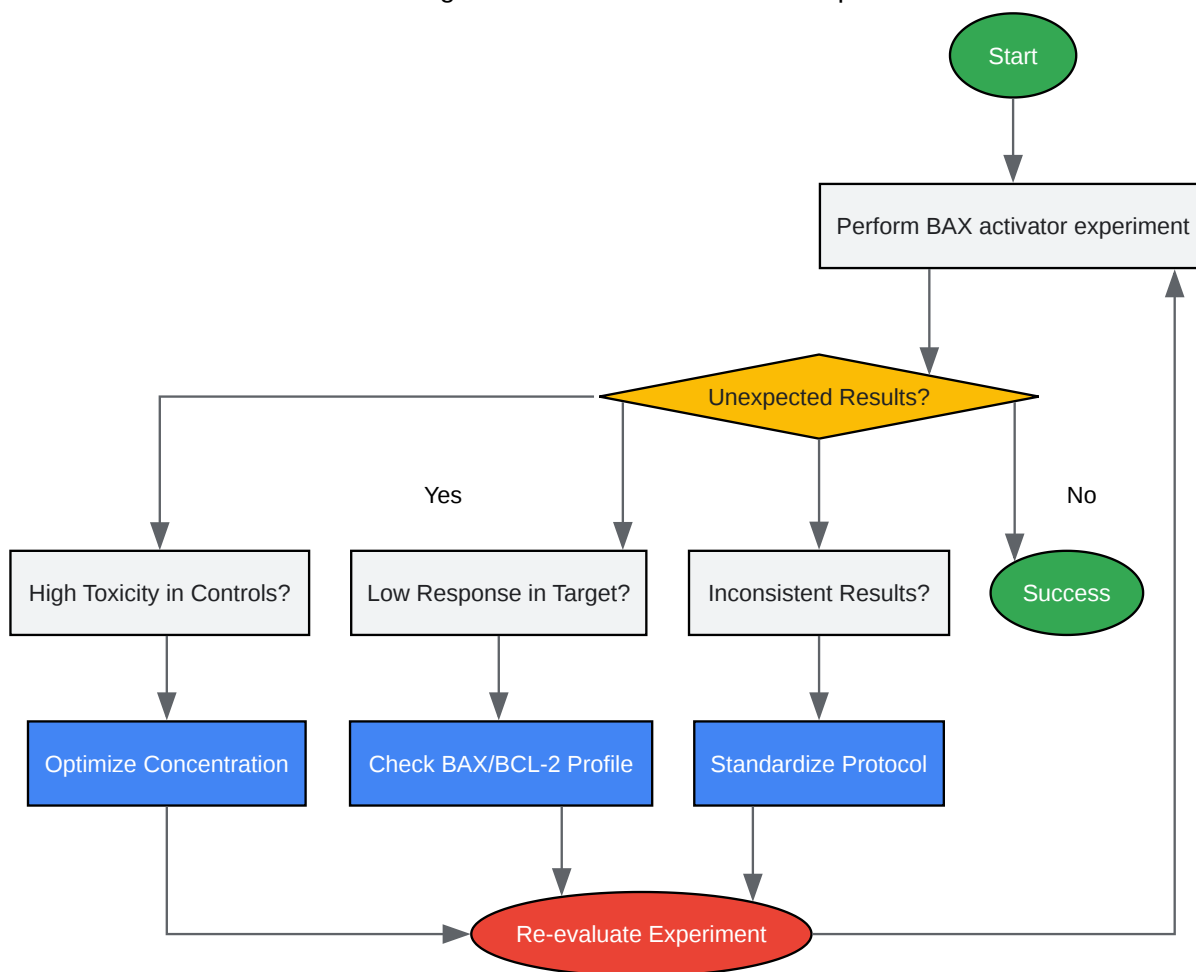 Start
Perform BAX activator experiment
Unexpected Results?
Yes
No
High Toxicity in Controls?
Low Response in Target?
Inconsistent Results?
Success
Optimize Concentration
Check BAX/BCL-2 Profile
Standardize Protocol
Re-evaluate Experiment